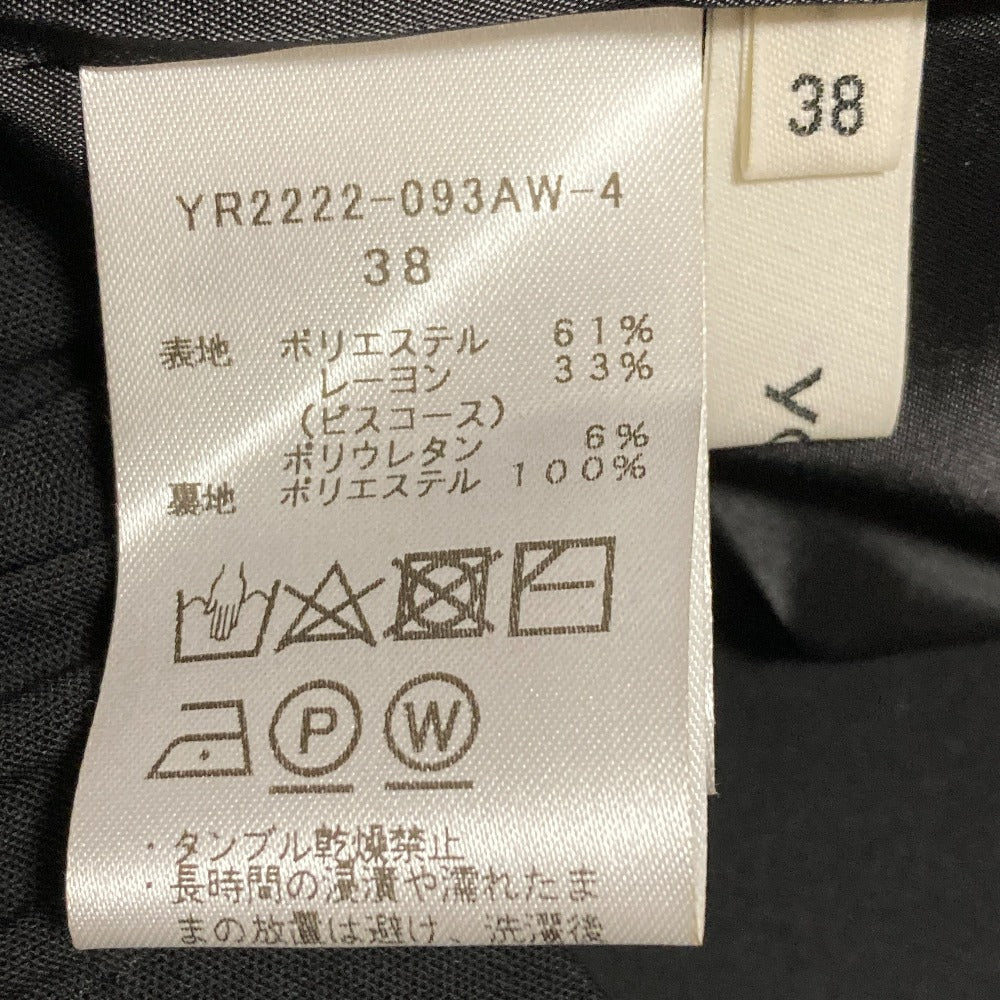 38
YR2222-093AW-4
38
表地 ポリエステル 61%
レーヨン 33%
(ビスコース)
ポリウレタン 6%
裏地 ポリエステル 100%
P W
・タンブル乾燥禁止
・長時間の浸漬や濡れたま
まの放置は避け、洗濯後